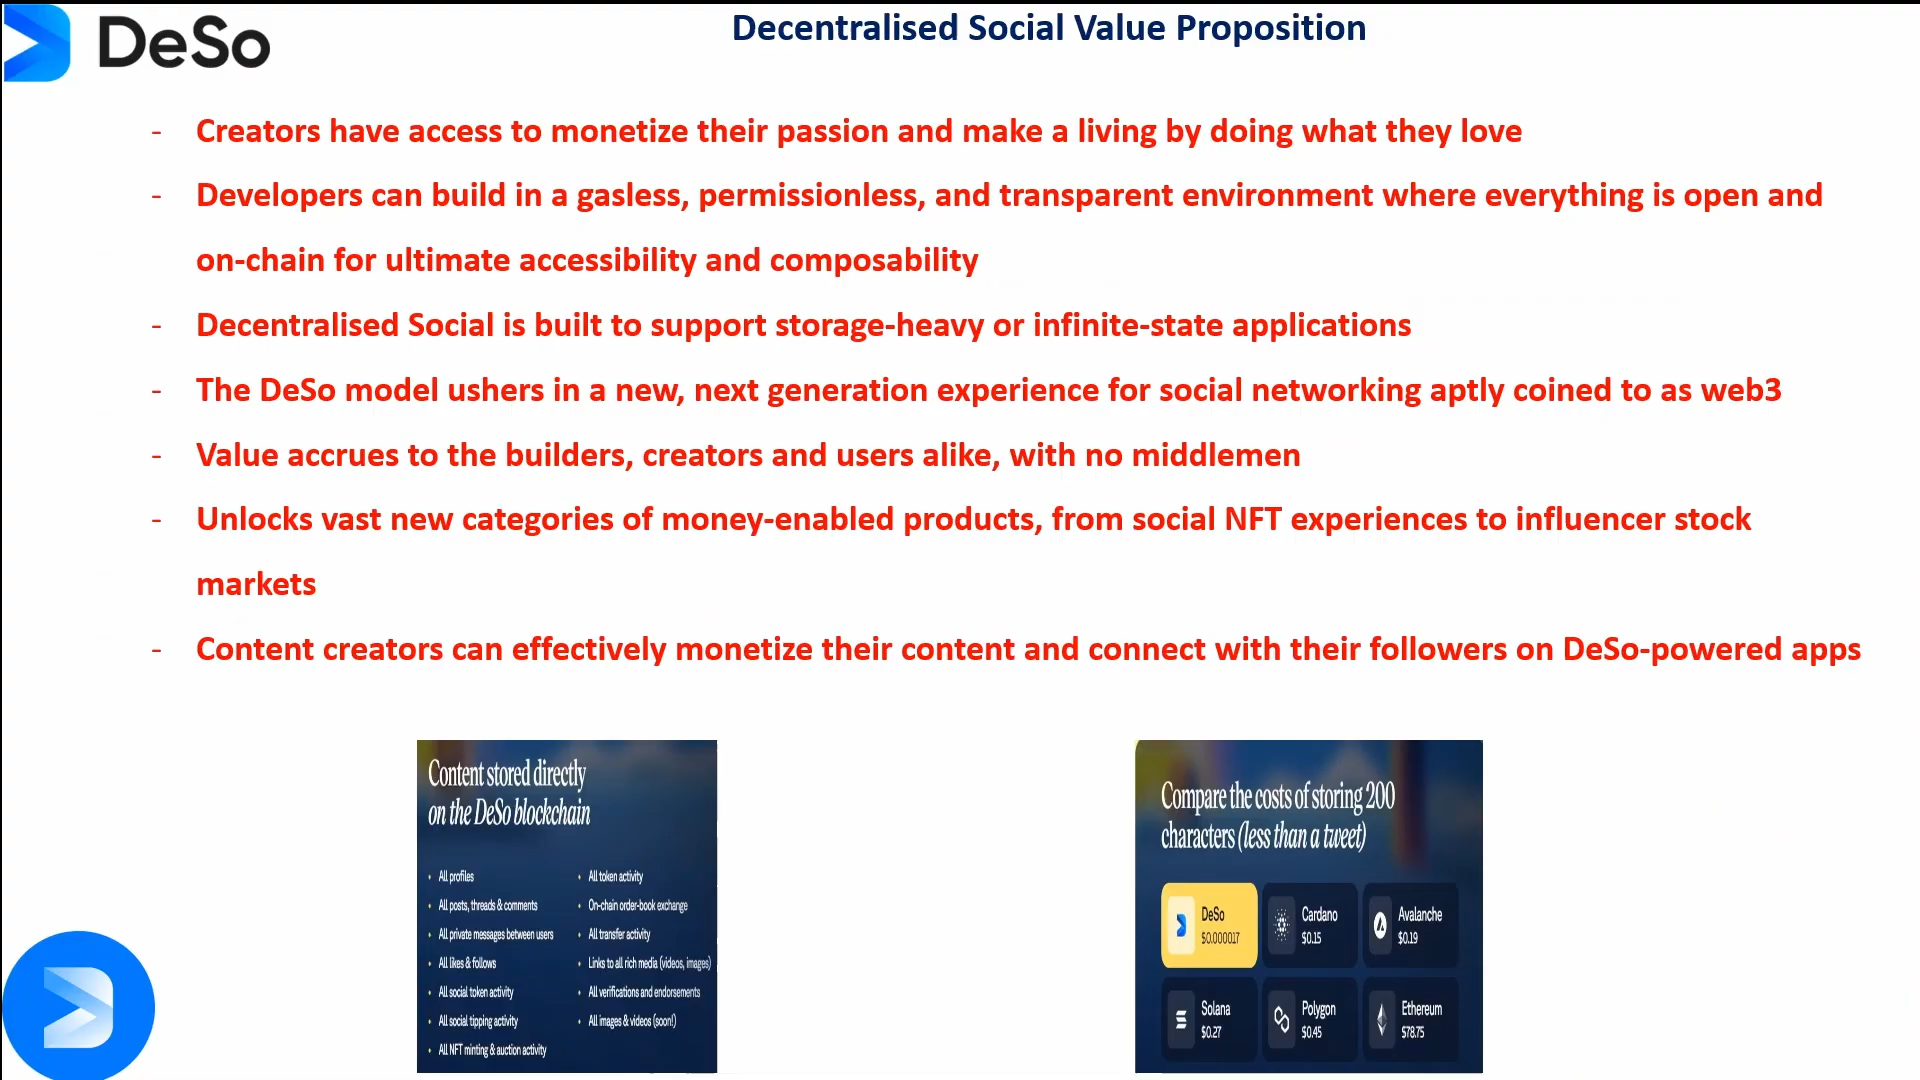 DeSo
Decentralised Social Value Proposition
- Creators have access to monetize their passion and make a living by doing what they love
- Developers can build in a gasless, permissionless, and transparent environment where everything is open and
on-chain for ultimate accessibility and composability
- Decentralised Social is built to support storage-heavy or infinite-state applications
- The DeSo model ushers in a new, next generation experience for social networking aptly coined to as web3
- Value accrues to the builders, creators and users alike, with no middlemen
- Unlocks vast new categories of money-enabled products, from social NFT experiences to influencer stock
markets
- Content creators can effectively monetize their content and connect with their followers on DeSo-powered apps
Content stored directly
on the DeSo blockchain
• All profiles
• All posts, threads & comments
• All private messages between users
• All likes & follows
• All social token activity
• All social tipping activity
• All NFT minting & auction activity
• All token activity
• On-chain order-book exchange
• All transfer activity
• Links to all rich media (videos, images)
• All verifications and endorsements
• All images & videos (soon!)
Compare the costs of storing 200
characters (less than a tweet)
DeSo
$0.000017
Cardano
$0.15
Avalanche
$0.19
Solana
$0.27
Polygon
$0.45
Ethereum
$78.75